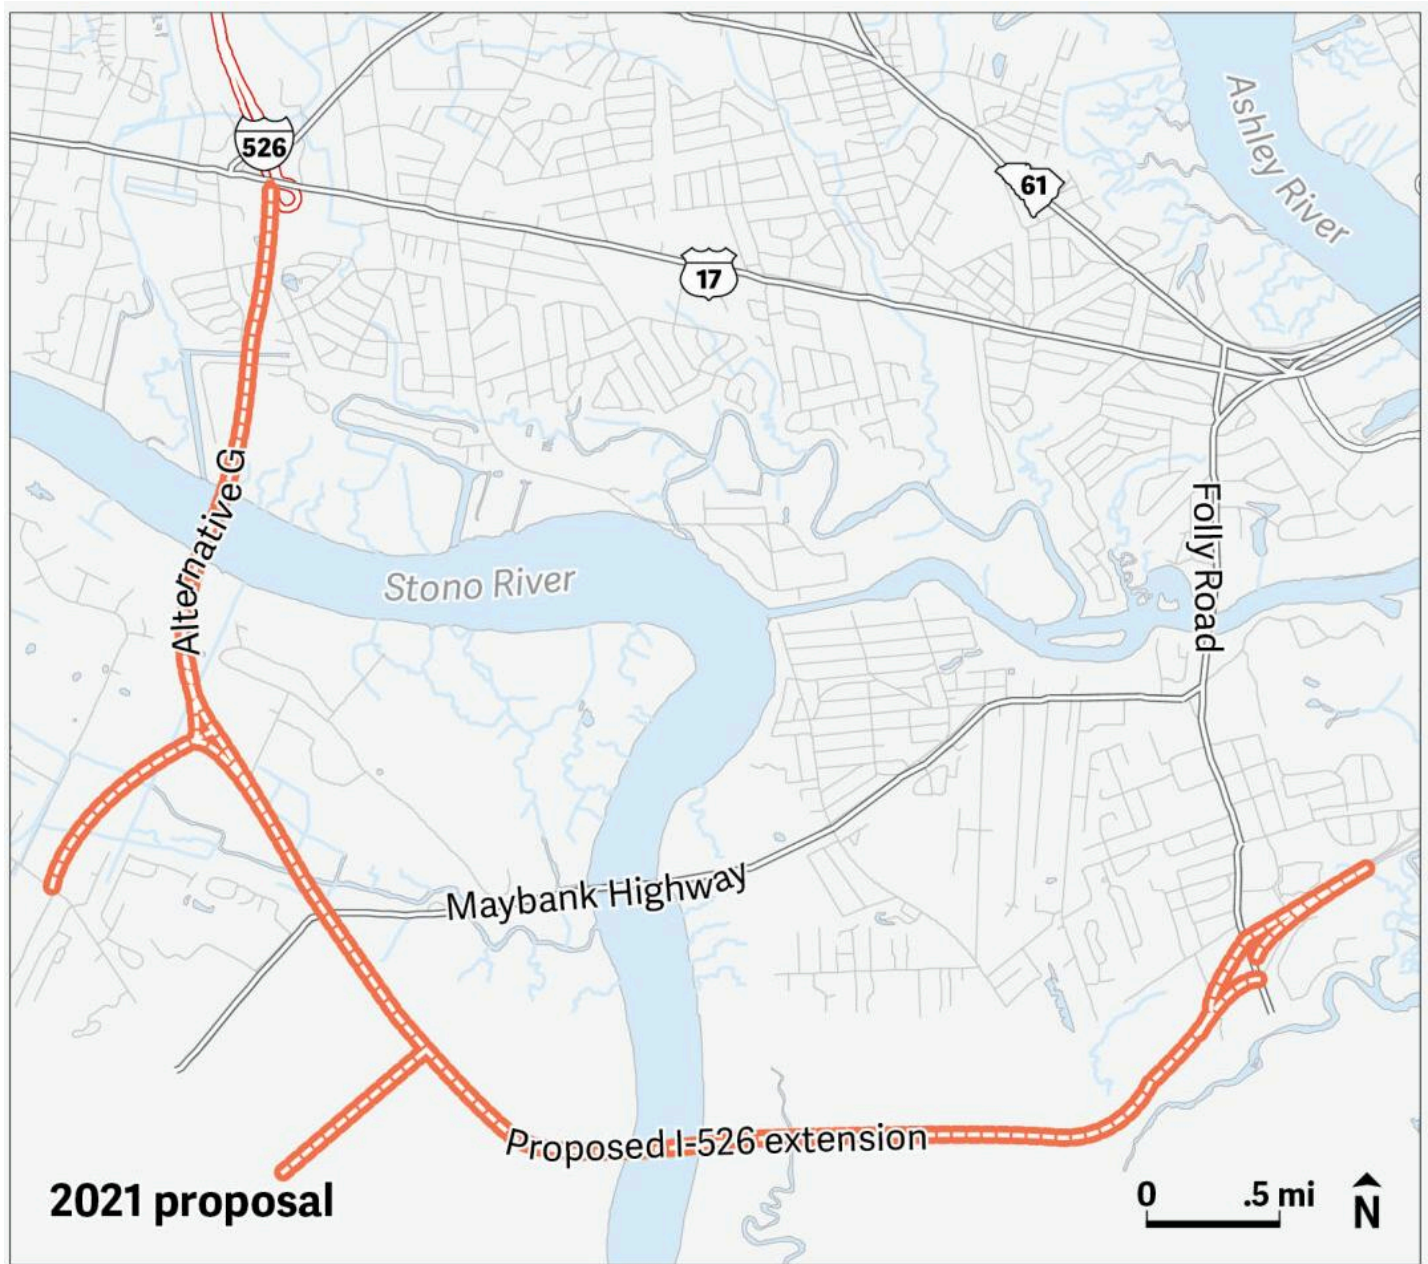 526
Ashley River
61
17
Alternative G
Folly Road
Stono River
Maybank Highway
Proposed I-526 extension
2021 proposal
0 .5 mi
N